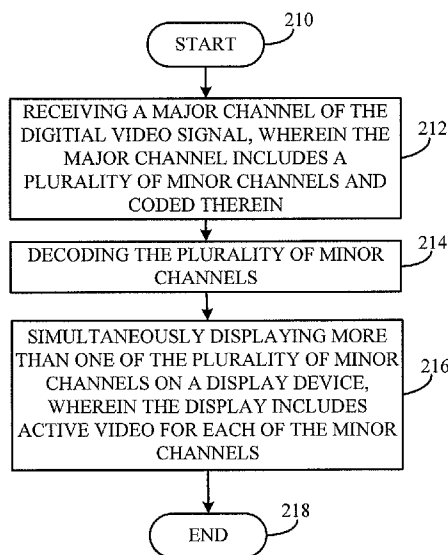 210
START
RECEIVING A MAJOR CHANNEL OF THE
DIGITIAL VIDEO SIGNAL, WHEREIN THE
MAJOR CHANNEL INCLUDES A
PLURALITY OF MINOR CHANNELS AND
CODED THEREIN
212
DECODING THE PLURALITY OF MINOR
CHANNELS
214
SIMULTANEOUSLY DISPLAYING MORE
THAN ONE OF THE PLURALITY OF MINOR
CHANNELS ON A DISPLAY DEVICE,
WHEREIN THE DISPLAY INCLUDES
ACTIVE VIDEO FOR EACH OF THE MINOR
CHANNELS
216
END
218